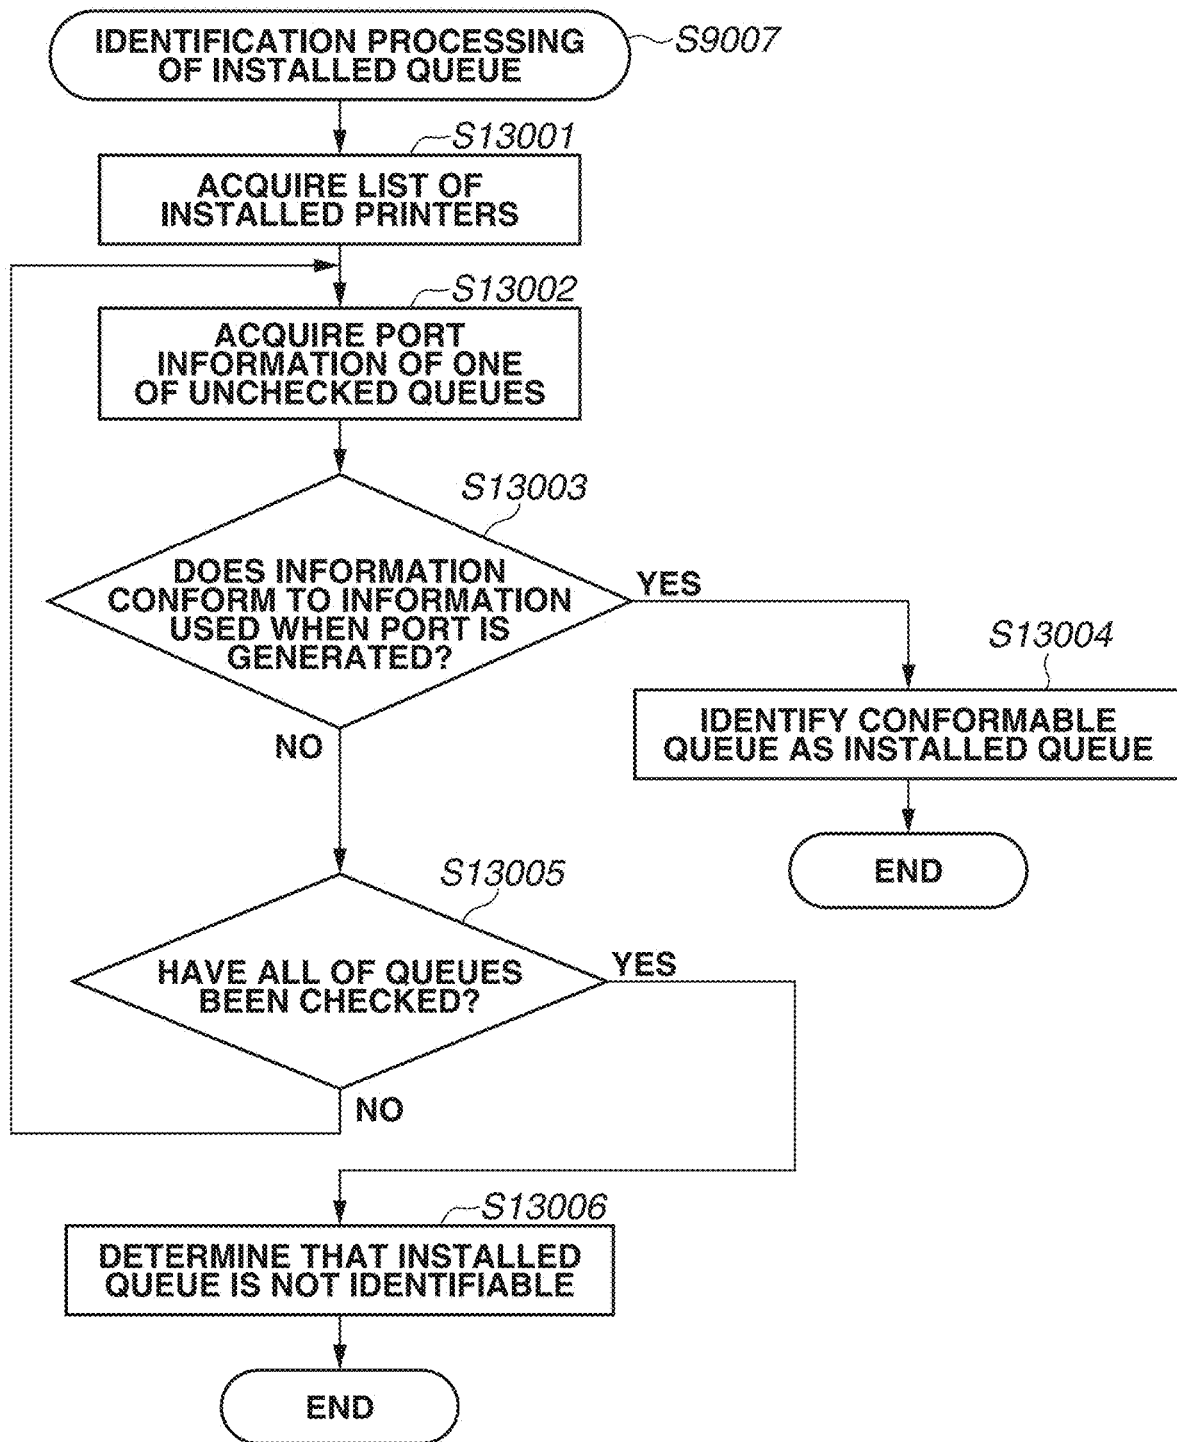 IDENTIFICATION PROCESSING
OF INSTALLED QUEUE
S9007
S13001
ACQUIRE LIST OF
INSTALLED PRINTERS
S13002
ACQUIRE PORT
INFORMATION OF ONE
OF UNCHECKED QUEUES
S13003
DOES INFORMATION
CONFORM TO INFORMATION
USED WHEN PORT IS
GENERATED?
YES
NO
S13004
IDENTIFY CONFORMABLE
QUEUE AS INSTALLED QUEUE
END
S13005
HAVE ALL OF QUEUES
BEEN CHECKED?
YES
NO
S13006
DETERMINE THAT INSTALLED
QUEUE IS NOT IDENTIFIABLE
END